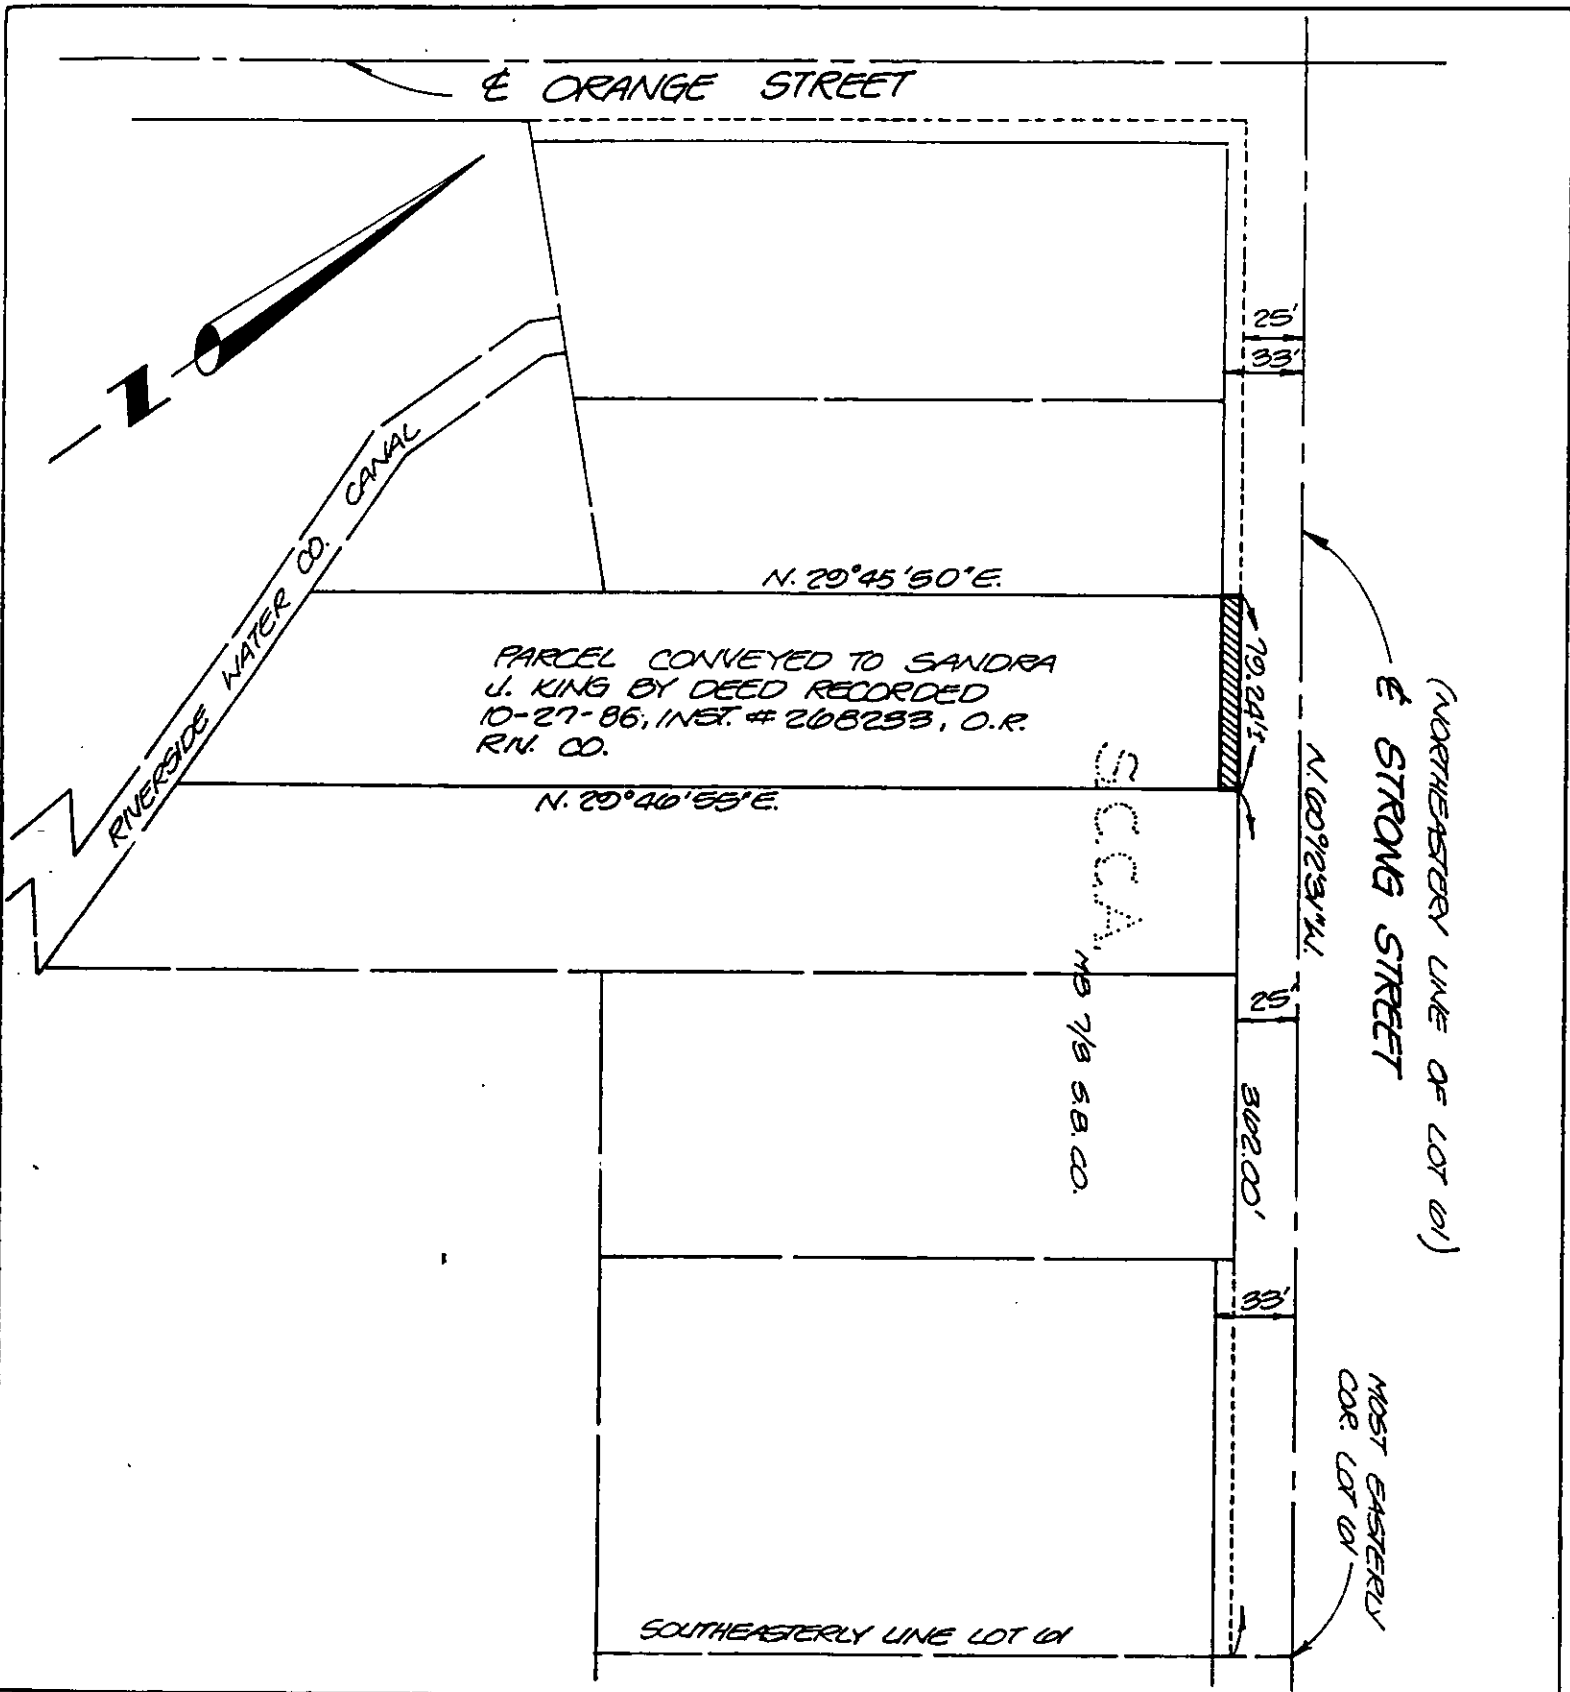 ℄ ORANGE STREET
25'
33'
N. 29°45'50"E.
PARCEL CONVEYED TO SANDRA
J. KING BY DEED RECORDED
10-27-86, INST. # 268233, O.R.
RIV. CO.
79.24'±
N. 29°46'55"E.
RIVERSIDE WATER CO. CANAL
N
N. 60°12'31"W.
℄ STRONG STREET
(NORTHEASTERLY LINE OF LOT 61)
S.C.C.A.
MB 7/3 S.B. CO.
25'
362.00'
33'
MOST EASTERLY
COR. LOT 61
SOUTHEASTERLY LINE LOT 61